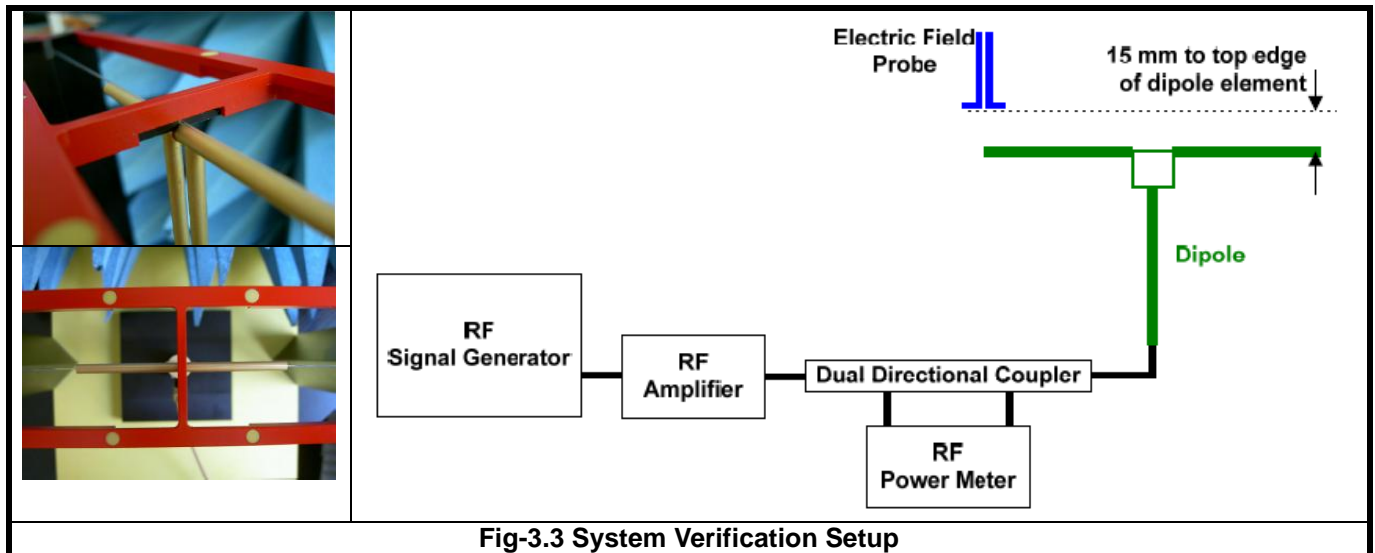 Electric Field
Probe
15 mm to top edge
of dipole element
Dipole
RF
Signal Generator
RF
Amplifier
Dual Directional Coupler
RF
Power Meter
Fig-3.3 System Verification Setup